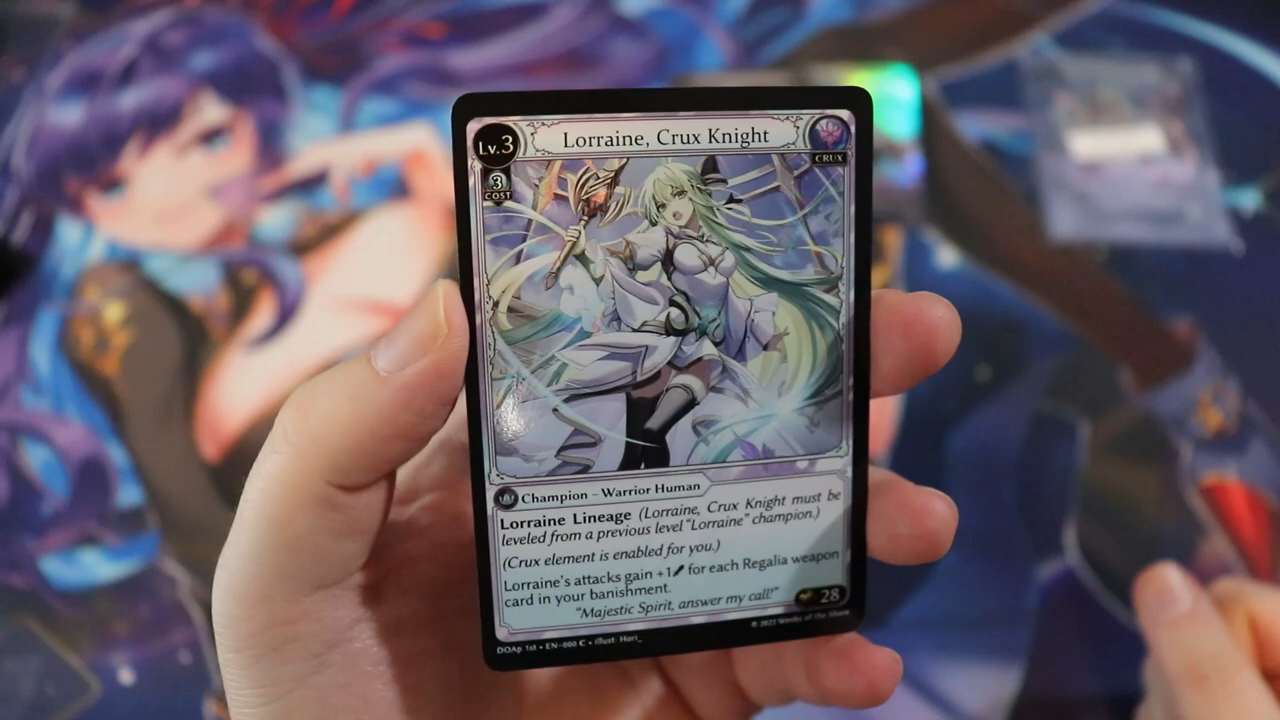 Lv.3
Lorraine, Crux Knight
CRUX
3
COST
Champion – Warrior Human
Lorraine Lineage (Lorraine, Crux Knight must be
leveled from a previous level "Lorraine" champion.)
(Crux element is enabled for you.)
Lorraine's attacks gain +1 for each Regalia weapon
card in your banishment.
"Majestic Spirit, answer my call!"
28
DOAp 1st • EN-000 C • illust. Hori_
© 2022 Weebs of the Shore